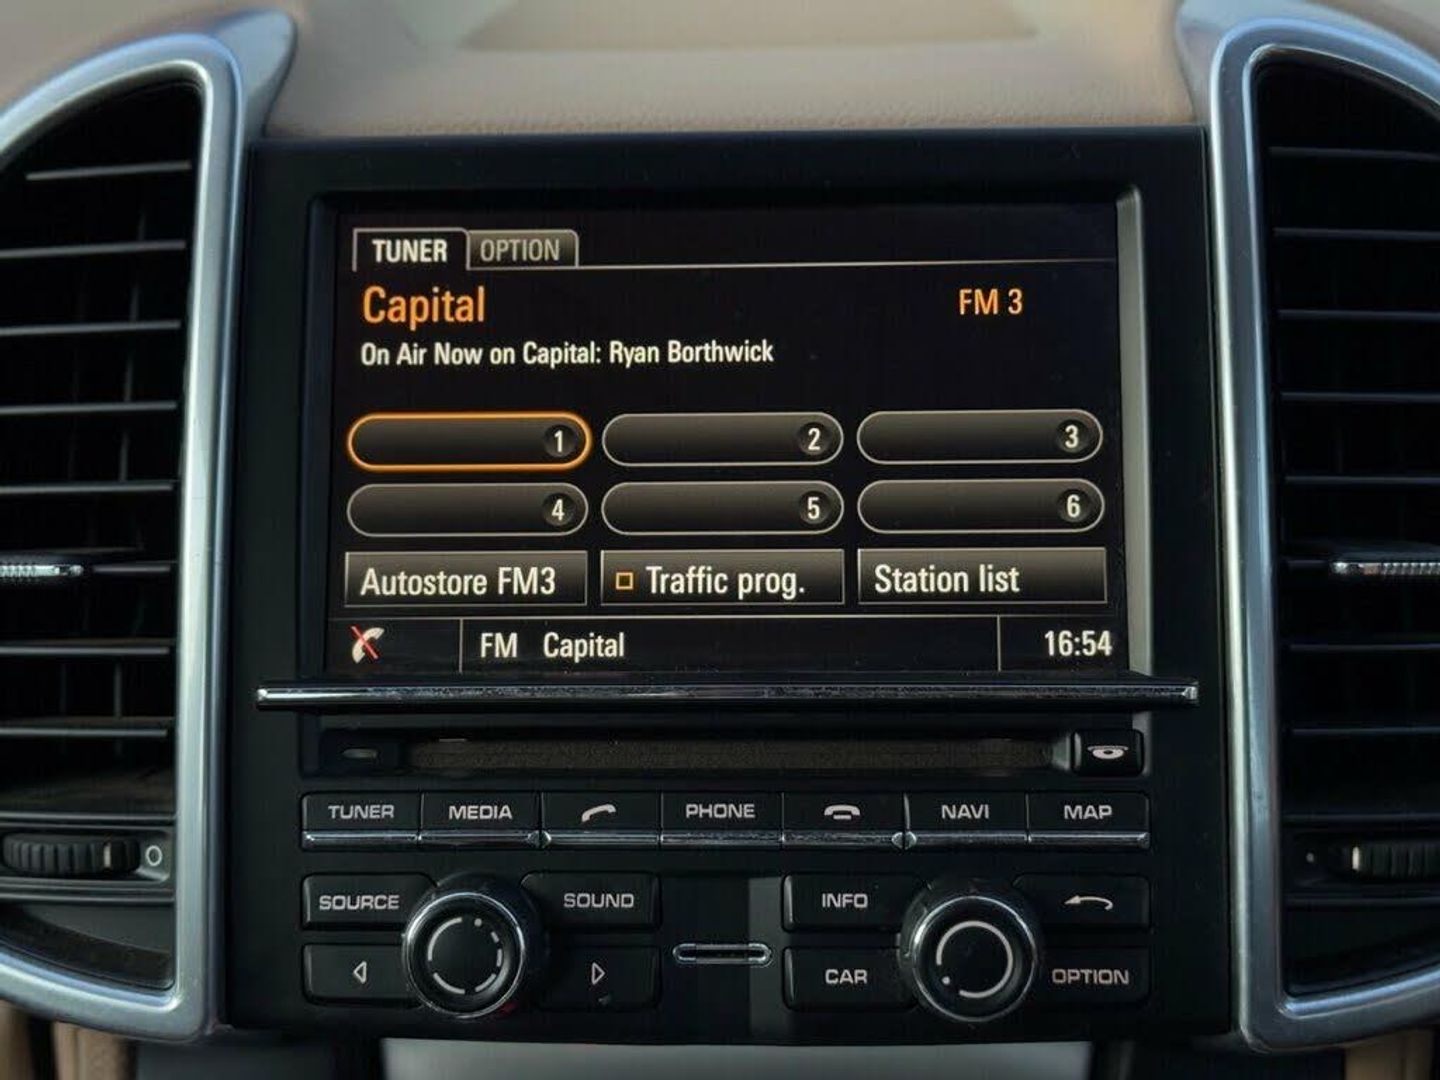 TUNER OPTION
Capital FM 3
On Air Now on Capital: Ryan Borthwick
1 2 3
4 5 6
Autostore FM3 Traffic prog. Station list
FM Capital 16:54
TUNER MEDIA PHONE NAVI MAP
SOURCE SOUND INFO
CAR OPTION